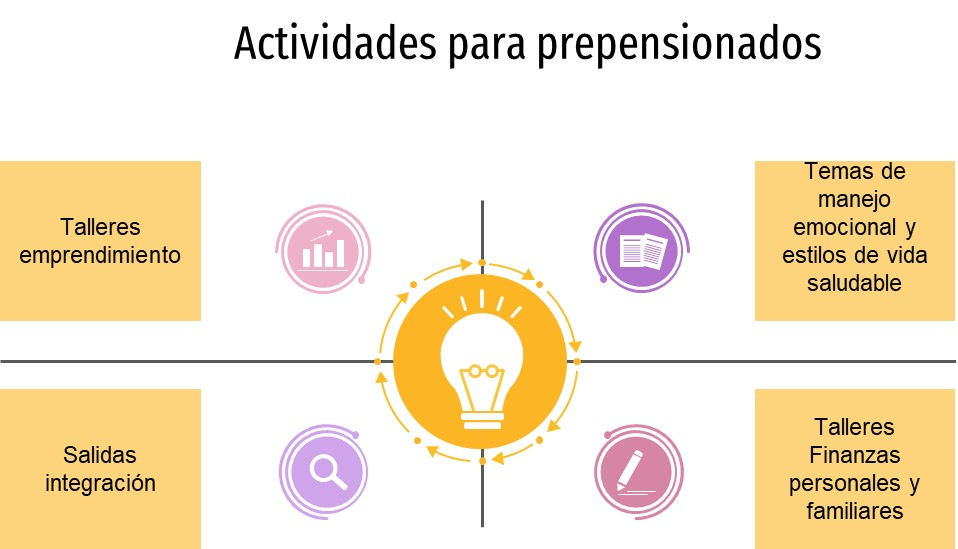 Actividades para prepensionados
Talleres
emprendimiento
Temas de
manejo
emocional y
estilos de vida
saludable
Salidas
integración
Talleres
Finanzas
personales y
familiares